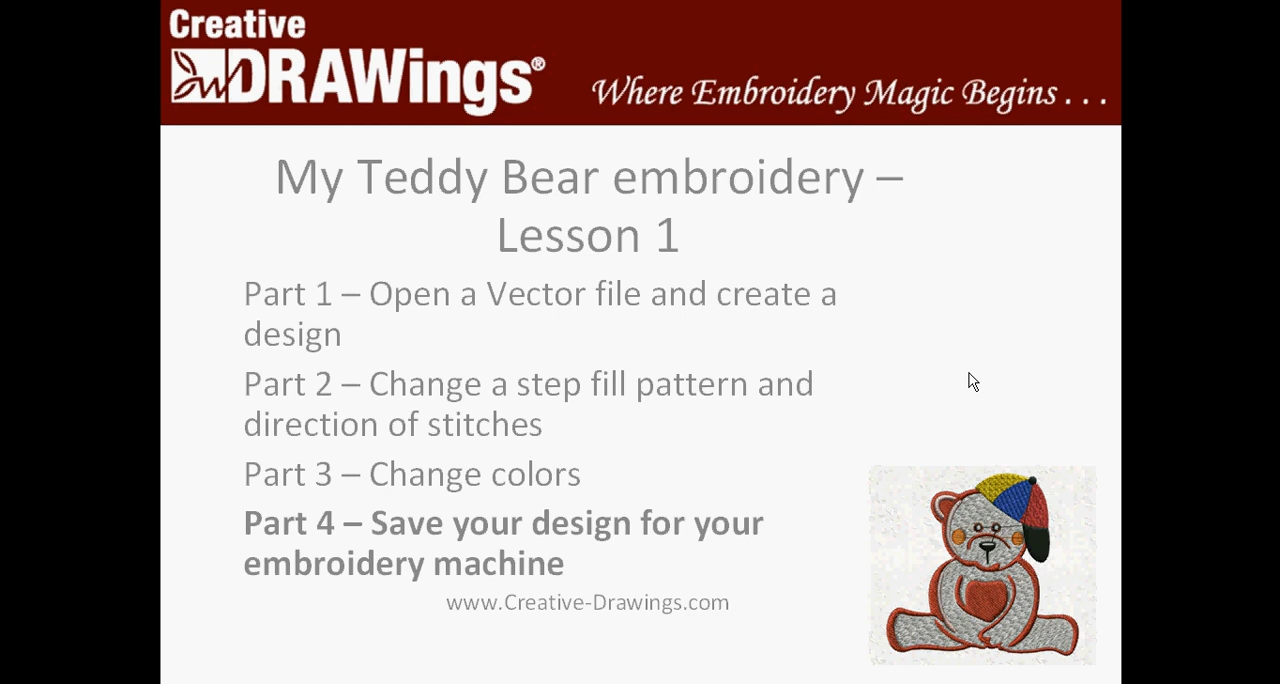 Creative
DRAWings®
Where Embroidery Magic Begins . . .
My Teddy Bear embroidery –
Lesson 1
Part 1 – Open a Vector file and create a
design
Part 2 – Change a step fill pattern and
direction of stitches
Part 3 – Change colors
Part 4 – Save your design for your
embroidery machine
www.Creative-Drawings.com